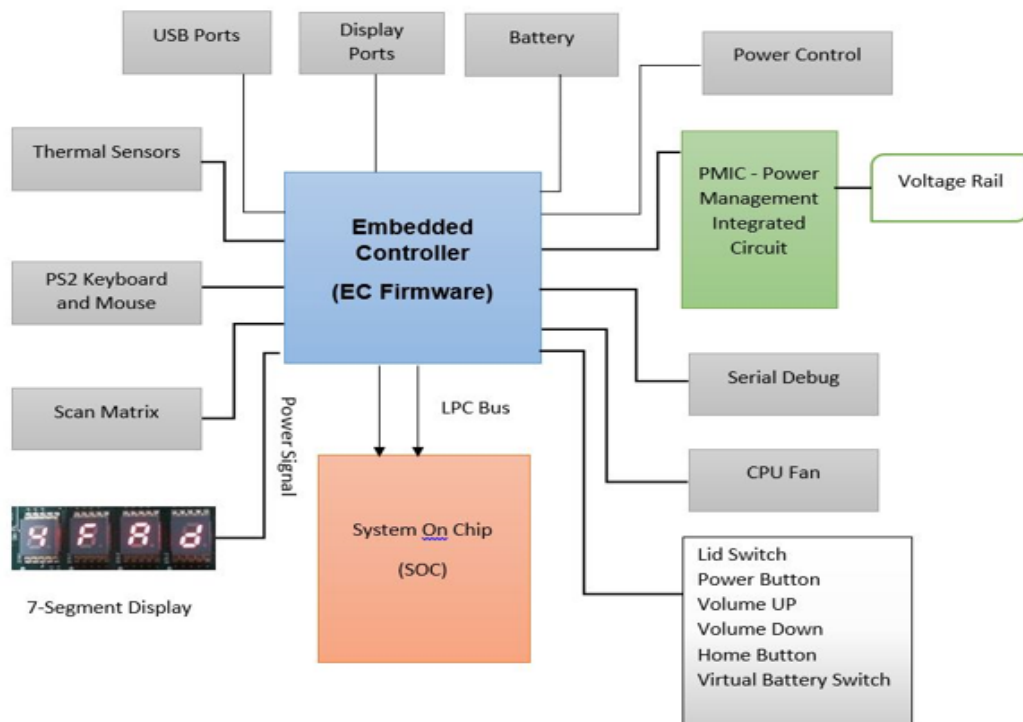 USB Ports
Display
Ports
Battery
Power Control
Thermal Sensors
PMIC - Power
Management
Integrated
Circuit
Voltage Rail
Embedded
Controller
(EC Firmware)
PS2 Keyboard
and Mouse
Serial Debug
Scan Matrix
Power Signal
LPC Bus
CPU Fan
System On Chip
(SOC)
4FAd
7-Segment Display
Lid Switch
Power Button
Volume UP
Volume Down
Home Button
Virtual Battery Switch